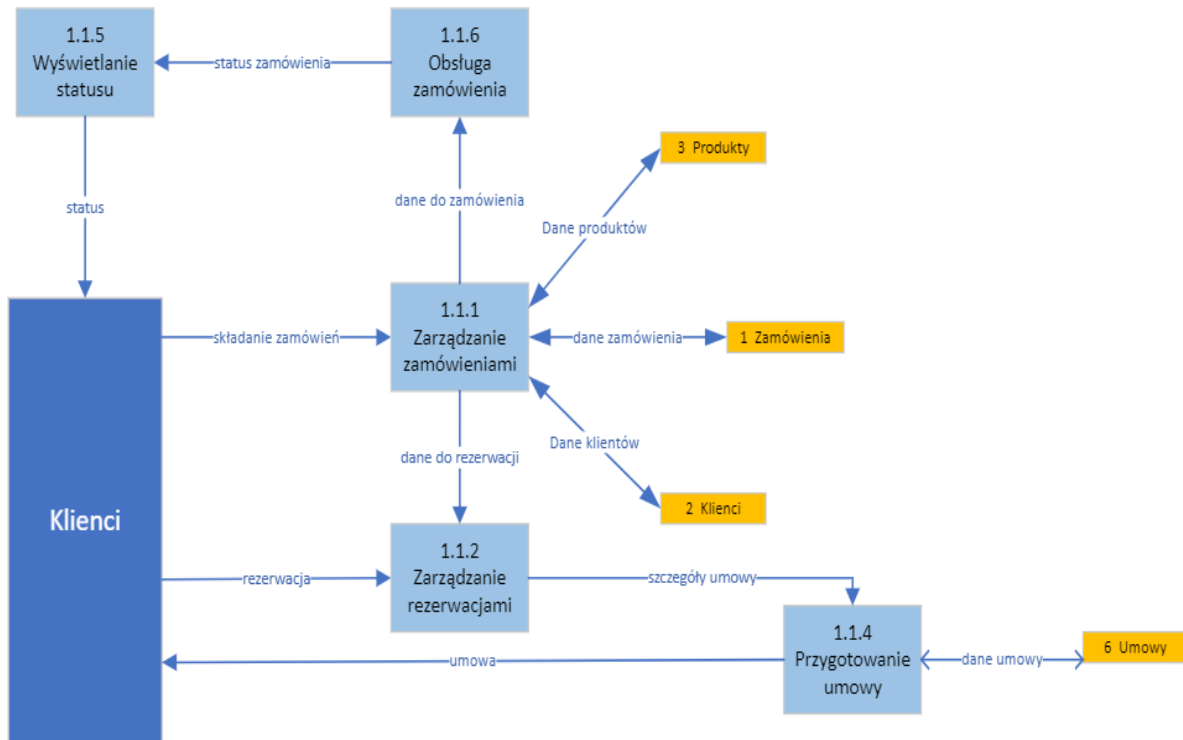 1.1.5
Wyświetlanie
statusu
status zamówienia
1.1.6
Obsługa
zamówienia
3 Produkty
status
dane do zamówienia
Dane produktów
składanie zamówień
1.1.1
Zarządzanie
zamówieniami
dane zamówienia
1 Zamówienia
Dane klientów
dane do rezerwacji
2 Klienci
Klienci
rezerwacja
1.1.2
Zarządzanie
rezerwacjami
szczegóły umowy
1.1.4
Przygotowanie
umowy
umowa
dane umowy
6 Umowy